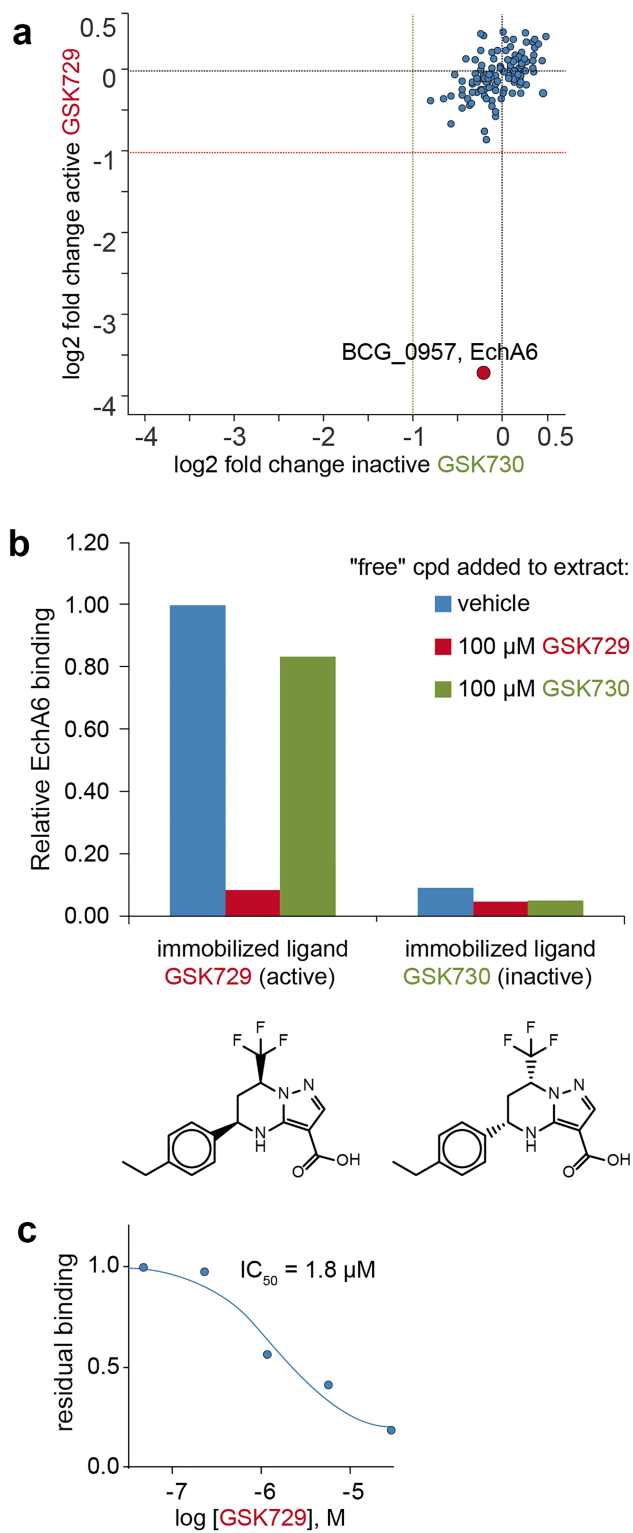 a
log2 fold change active GSK729
0.5
0
-1
-2
-3
-4
BCG_0957, EchA6
-4
-3
-2
-1
0
0.5
log2 fold change inactive GSK730
b
Relative EchA6 binding
1.20
1.00
0.80
0.60
0.40
0.20
0.00
"free" cpd added to extract:
vehicle
100 µM GSK729
100 µM GSK730
immobilized ligand
GSK729 (active)
immobilized ligand
GSK730 (inactive)
F
F
F
N
N
N
H
O
OH
F
F
F
N
N
N
H
O
OH
c
residual binding
1.0
0.5
0.0
IC50 = 1.8 µM
-7
-6
-5
log [GSK729], M